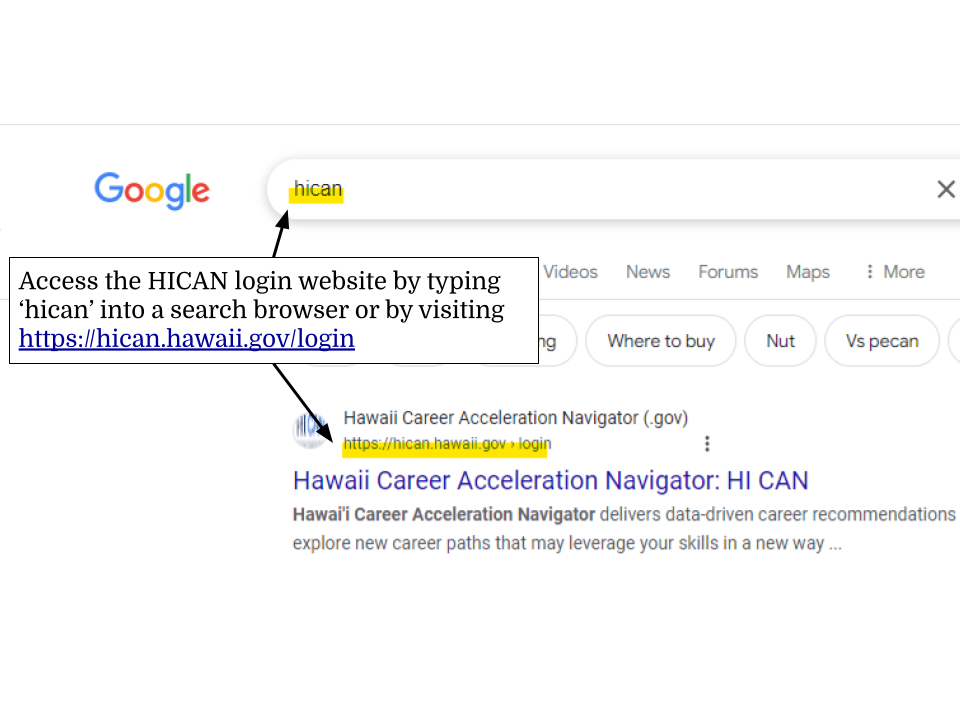 Google
hican
Access the HICAN login website by typing
‘hican’ into a search browser or by visiting
https://hican.hawaii.gov/login
Videos News Forums Maps More
Where to buy Nut Vs pecan
Hawaii Career Acceleration Navigator (.gov)
https://hican.hawaii.gov › login
Hawaii Career Acceleration Navigator: HI CAN
Hawai'i Career Acceleration Navigator delivers data-driven career recommendations
explore new career paths that may leverage your skills in a new way ...